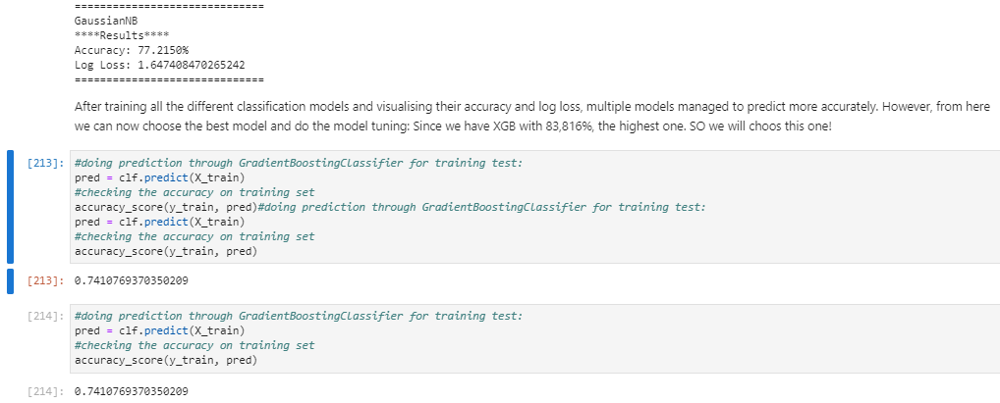 ==============================
GaussianNB
****Results****
Accuracy: 77.2150%
Log Loss: 1.647408470265242
==============================
After training all the different classification models and visualising their accuracy and log loss, multiple models managed to predict more accurately. However, from here
we can now choose the best model and do the model tuning: Since we have XGB with 83,816%, the highest one. SO we will choos this one!
[213]: #doing prediction through GradientBoostingClassifier for training test:
pred = clf.predict(X_train)
#checking the accuracy on training set
accuracy_score(y_train, pred)#doing prediction through GradientBoostingClassifier for training test:
pred = clf.predict(X_train)
#checking the accuracy on training set
accuracy_score(y_train, pred)
[213]: 0.7410769370350209
[214]: #doing prediction through GradientBoostingClassifier for training test:
pred = clf.predict(X_train)
#checking the accuracy on training set
accuracy_score(y_train, pred)
[214]: 0.7410769370350209